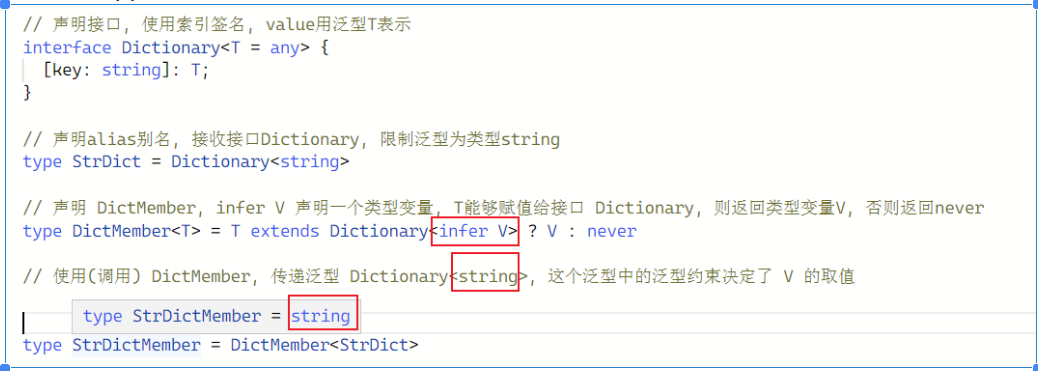 // 声明接口, 使用索引签名, value用泛型T表示
interface Dictionary<T = any> {
[key: string]: T;
}
// 声明alias别名, 接收接口Dictionary, 限制泛型为类型string
type StrDict = Dictionary<string>
// 声明 DictMember, infer V 声明一个类型变量, T能够赋值给接口 Dictionary, 则返回类型变量V, 否则返回never
type DictMember<T> = T extends Dictionary<infer V> ? V : never
// 使用(调用) DictMember, 传递泛型 Dictionary<string>, 这个泛型中的泛型约束决定了 V 的取值
type StrDictMember = string
type StrDictMember = DictMember<StrDict>